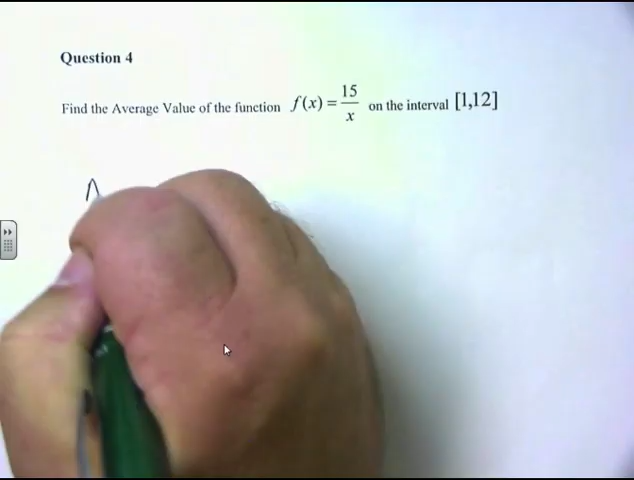 Question 4
Find the Average Value of the function f(x) = 15/x on the interval [1,12]
A